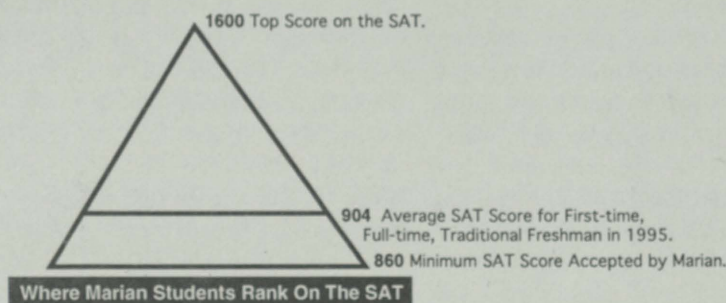 1600 Top Score on the SAT.
904 Average SAT Score for First-time,
Full-time, Traditional Freshman in 1995.
860 Minimum SAT Score Accepted by Marian.
Where Marian Students Rank On The SAT